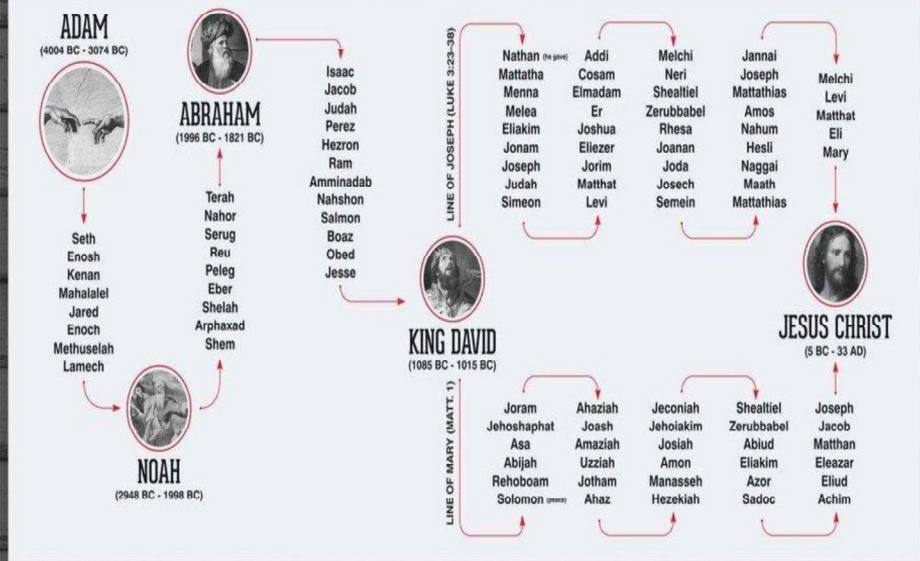 ADAM
(4004 BC - 3074 BC)
Seth
Enosh
Kenan
Mahalalel
Jared
Enoch
Methuselah
Lamech
NOAH
(2948 BC - 1998 BC)
Terah
Nahor
Serug
Reu
Peleg
Eber
Shelah
Arphaxad
Shem
ABRAHAM
(1996 BC - 1821 BC)
Isaac
Jacob
Judah
Perez
Hezron
Ram
Amminadab
Nahshon
Salmon
Boaz
Obed
Jesse
KING DAVID
(1085 BC - 1015 BC)
LINE OF JOSEPH (LUKE 3:23-38)
Nathan (he gave)
Mattatha
Menna
Melea
Eliakim
Jonam
Joseph
Judah
Simeon
Addi
Cosam
Elmadam
Er
Joshua
Eliezer
Jorim
Matthat
Levi
Melchi
Neri
Shealtiel
Zerubbabel
Rhesa
Joanan
Joda
Josech
Semein
Jannai
Joseph
Mattathias
Amos
Nahum
Hesli
Naggai
Maath
Mattathias
Melchi
Levi
Matthat
Eli
Mary
JESUS CHRIST
(5 BC - 33 AD)
LINE OF MARY (MATT. 1)
Joram
Jehoshaphat
Asa
Abijah
Rehoboam
Solomon (peace)
Ahaziah
Joash
Amaziah
Uzziah
Jotham
Ahaz
Jeconiah
Jehoiakim
Josiah
Amon
Manasseh
Hezekiah
Shealtiel
Zerubbabel
Abiud
Eliakim
Azor
Sadoc
Joseph
Jacob
Matthan
Eleazar
Eliud
Achim